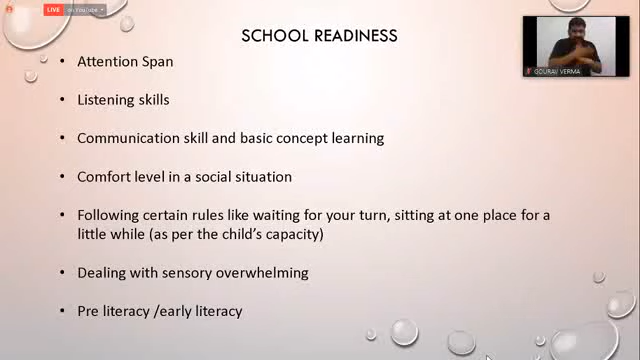 LIVE on YouTube
SCHOOL READINESS
GOURAV VERMA
• Attention Span
• Listening skills
• Communication skill and basic concept learning
• Comfort level in a social situation
• Following certain rules like waiting for your turn, sitting at one place for a
little while (as per the child's capacity)
• Dealing with sensory overwhelming
• Pre literacy /early literacy